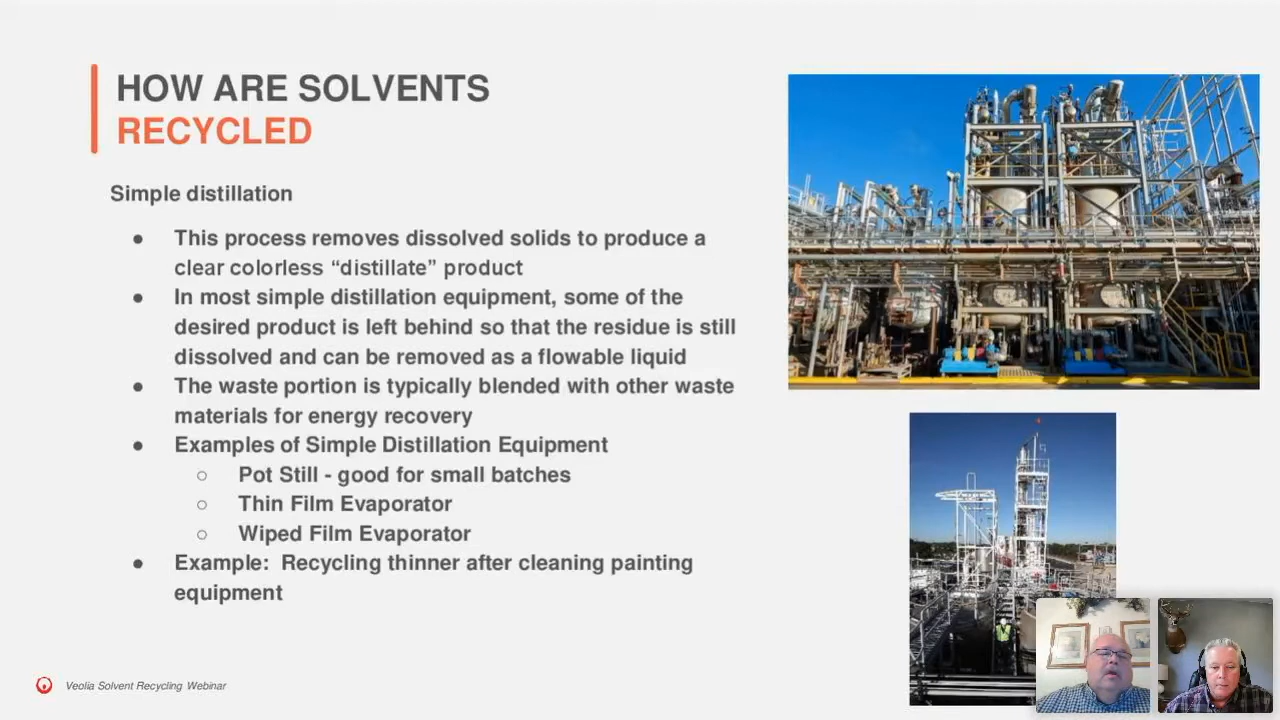 HOW ARE SOLVENTS
RECYCLED
Simple distillation
● This process removes dissolved solids to produce a
clear colorless “distillate” product
● In most simple distillation equipment, some of the
desired product is left behind so that the residue is still
dissolved and can be removed as a flowable liquid
● The waste portion is typically blended with other waste
materials for energy recovery
● Examples of Simple Distillation Equipment
○ Pot Still - good for small batches
○ Thin Film Evaporator
○ Wiped Film Evaporator
● Example: Recycling thinner after cleaning painting
equipment
Veolia Solvent Recycling Webinar